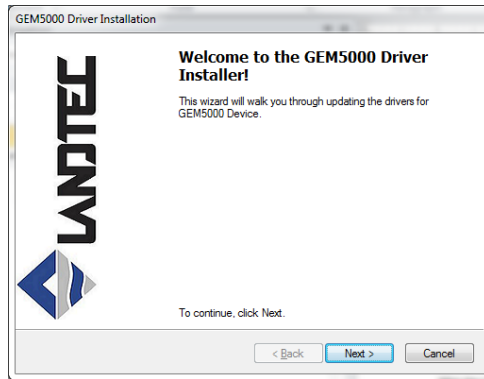 GEM5000 Driver Installation
Welcome to the GEM5000 Driver
Installer!
This wizard will walk you through updating the drivers for
GEM5000 Device.
LANDTEC
To continue, click Next.
< Back
Next >
Cancel